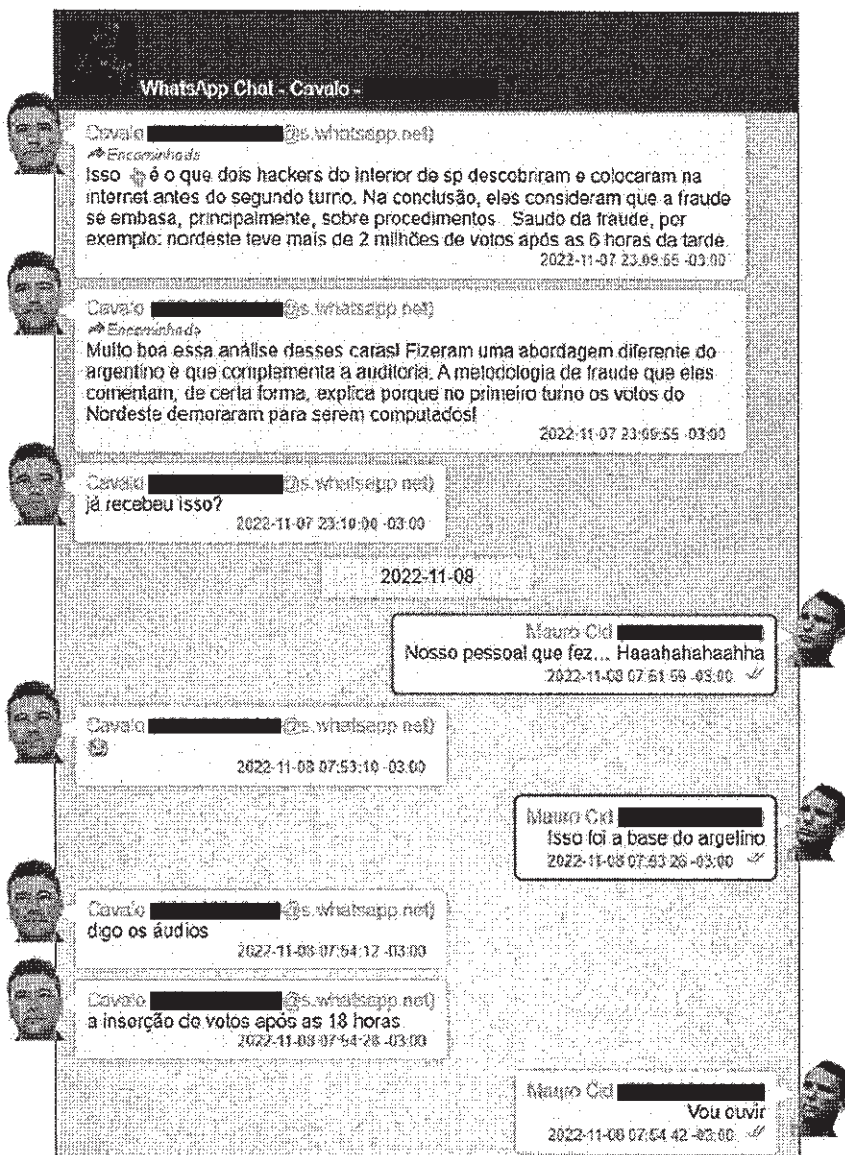 WhatsApp Chat - Cavalo -
Cavalo @s.whatsapp.net)
Encaminhada
Isso é o que dois hackers do interior de sp descobriram e colocaram na
internet antes do segundo turno. Na conclusão, eles consideram que a fraude
se embasa, principalmente, sobre procedimentos. Saudo da fraude, por
exemplo: nordeste teve mais de 2 milhões de votos após as 6 horas da tarde.
2022-11-07 23:09:55 -03:00
Cavalo @s.whatsapp.net)
Encaminhada
Muito boa essa análise desses caras! Fizeram uma abordagem diferente do
argentino e que complementa a auditoria. A metodologia de fraude que eles
comentam, de certa forma, explica porque no primeiro turno os votos do
Nordeste demoraram para serem computados!
2022-11-07 23:09:55 -03:00
Cavalo @s.whatsapp.net)
já recebeu isso?
2022-11-07 23:10:00 -03:00
2022-11-08
Mauro Cid
Nosso pessoal que fez... Haaahahahaahha
2022-11-08 07:51:59 -03:00
Cavalo @s.whatsapp.net)
2022-11-08 07:53:10 -03:00
Mauro Cid
Isso foi a base do argelino
2022-11-08 07:53:26 -03:00
Cavalo @s.whatsapp.net)
digo os áudios
2022-11-08 07:54:12 -03:00
Cavalo @s.whatsapp.net)
a inserção de votos após as 18 horas
2022-11-08 07:54:26 -03:00
Mauro Cid
Vou ouvir
2022-11-08 07:54:42 -03:00